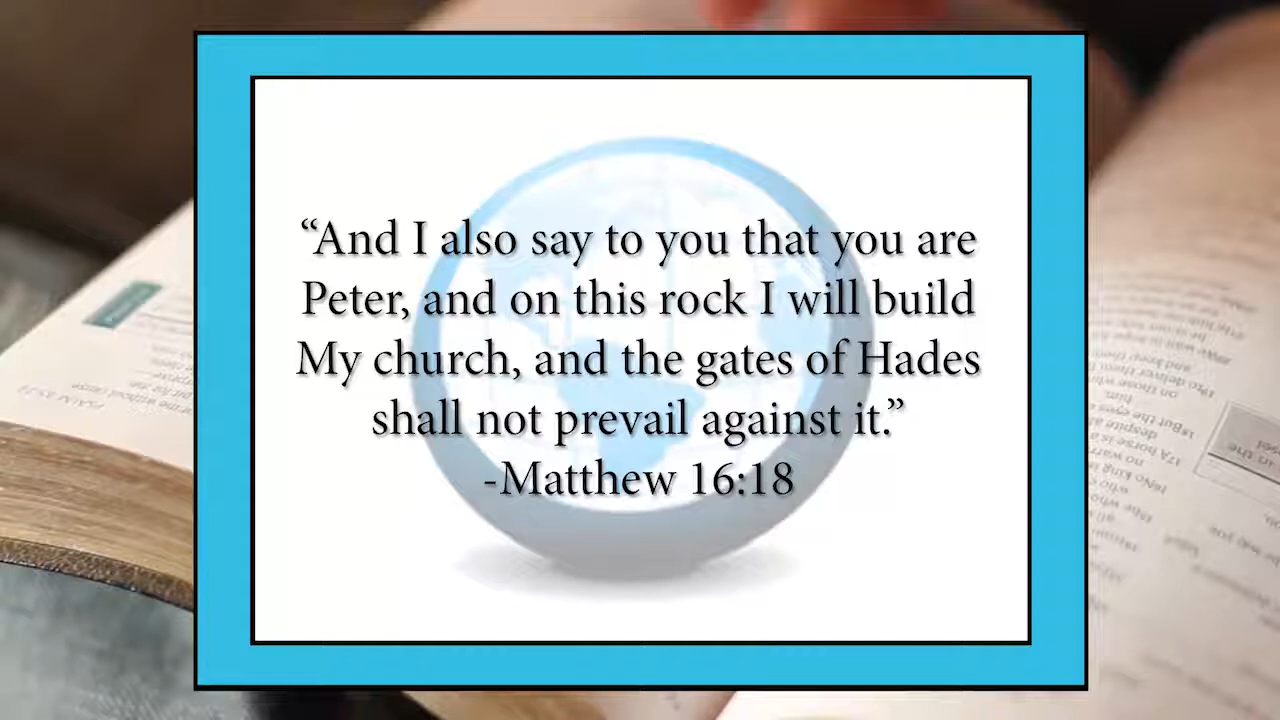 “And I also say to you that you are
Peter, and on this rock I will build
My church, and the gates of Hades
shall not prevail against it.”
-Matthew 16:18